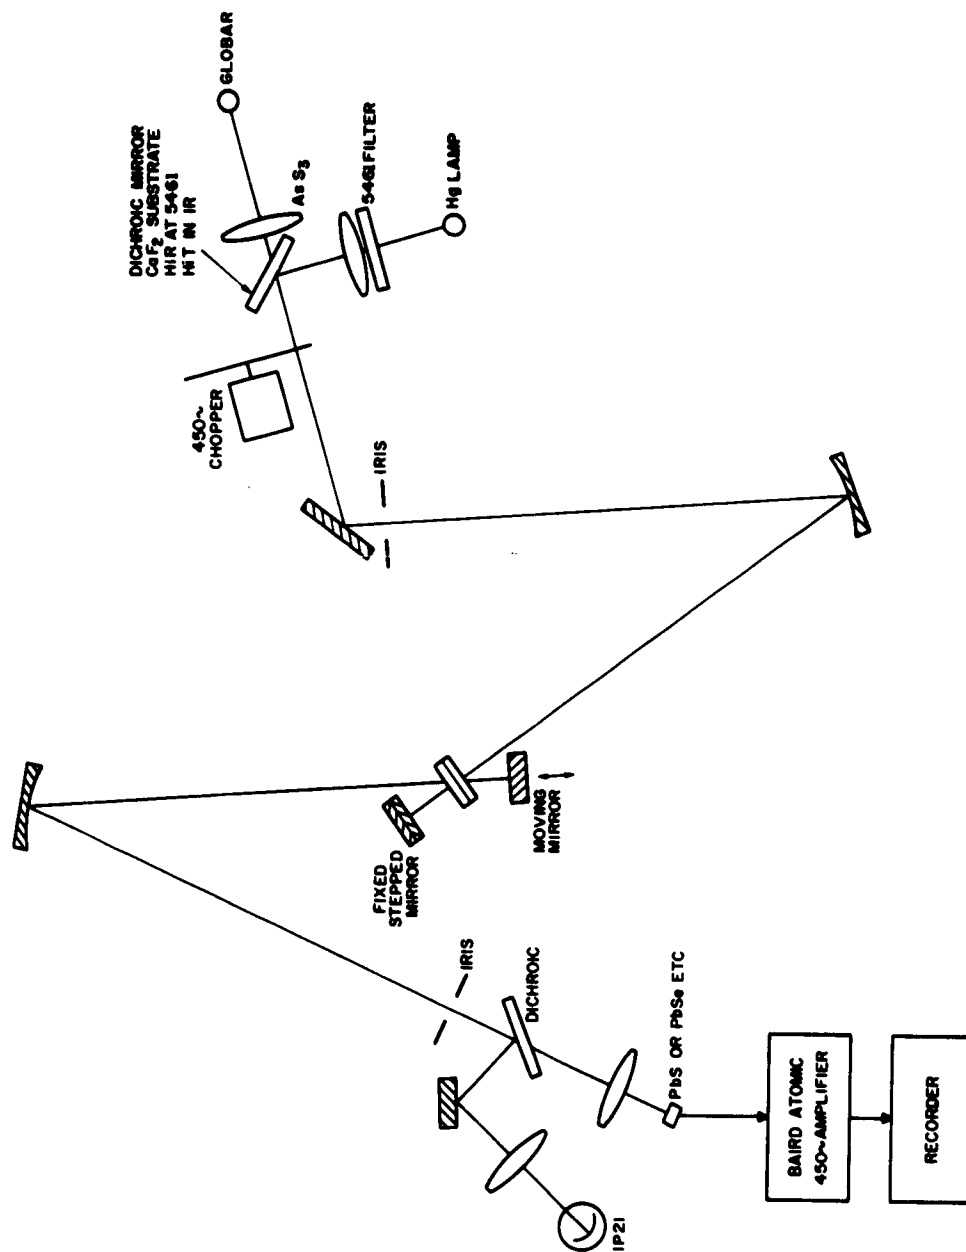 GLOBAR
DICHROIC MIRROR
CaF2 SUBSTRATE
HiR AT 5461
HiT IN IR
As S3
5461 FILTER
Hg LAMP
450~
CHOPPER
IRIS
FIXED
STEPPED
MIRROR
MOVING
MIRROR
IRIS
DICHROIC
PbS OR PbSe ETC
IP21
BAIRD ATOMIC
450~AMPLIFIER
RECORDER